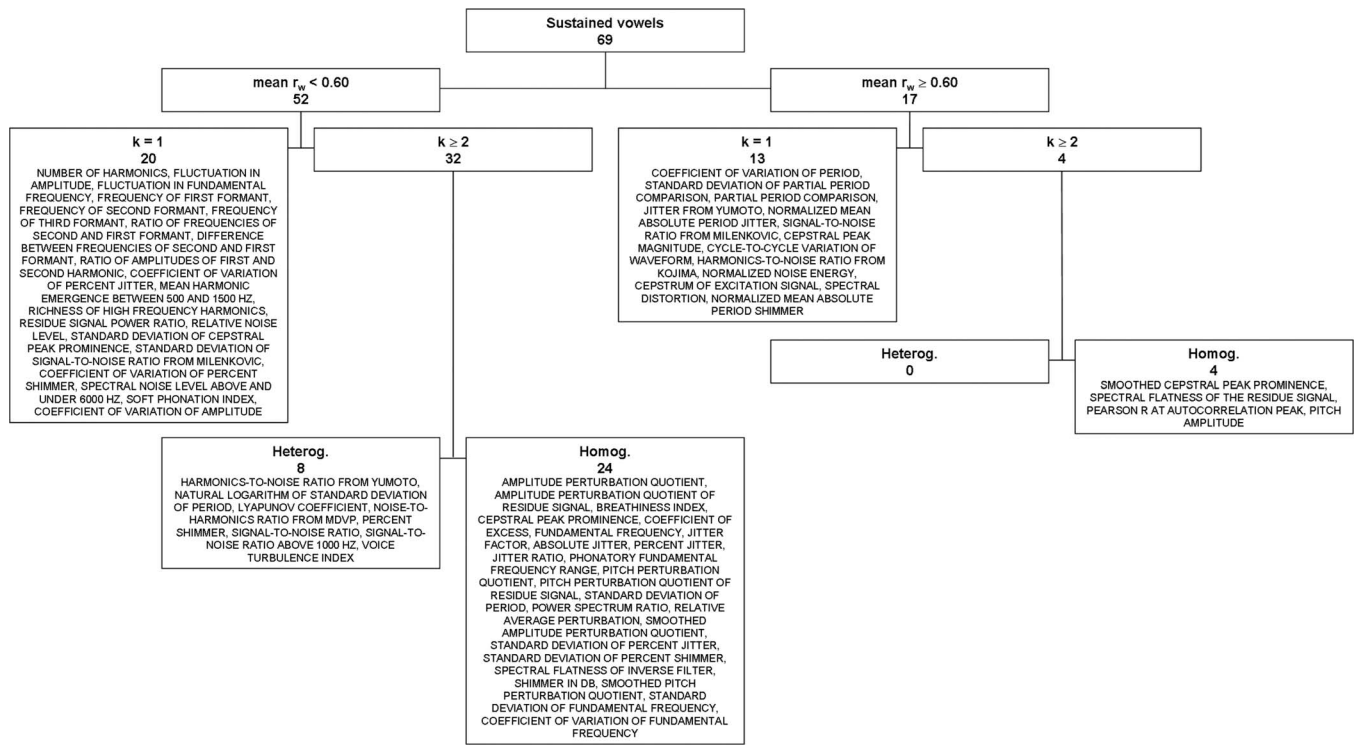 Sustained vowels
69
mean rw < 0.60
52
mean rw ≥ 0.60
17
k = 1
20
NUMBER OF HARMONICS, FLUCTUATION IN
AMPLITUDE, FLUCTUATION IN FUNDAMENTAL
FREQUENCY, FREQUENCY OF FIRST FORMANT,
FREQUENCY OF SECOND FORMANT, FREQUENCY
OF THIRD FORMANT, RATIO OF FREQUENCIES OF
SECOND AND FIRST FORMANT, DIFFERENCE
BETWEEN FREQUENCIES OF SECOND AND FIRST
FORMANT, RATIO OF AMPLITUDES OF FIRST AND
SECOND HARMONIC, COEFFICIENT OF VARIATION
OF PERCENT JITTER, MEAN HARMONIC
EMERGENCE BETWEEN 500 AND 1500 HZ,
RICHNESS OF HIGH FREQUENCY HARMONICS,
RESIDUE SIGNAL POWER RATIO, RELATIVE NOISE
LEVEL, STANDARD DEVIATION OF CEPSTRAL
PEAK PROMINENCE, STANDARD DEVIATION OF
SIGNAL-TO-NOISE RATIO FROM MILENKOVIC,
COEFFICIENT OF VARIATION OF PERCENT
SHIMMER, SPECTRAL NOISE LEVEL ABOVE AND
UNDER 6000 HZ, SOFT PHONATION INDEX,
COEFFICIENT OF VARIATION OF AMPLITUDE
k ≥ 2
32
k = 1
13
COEFFICIENT OF VARIATION OF PERIOD,
STANDARD DEVIATION OF PARTIAL PERIOD
COMPARISON, PARTIAL PERIOD COMPARISON,
JITTER FROM YUMOTO, NORMALIZED MEAN
ABSOLUTE PERIOD JITTER, SIGNAL-TO-NOISE
RATIO FROM MILENKOVIC, CEPSTRAL PEAK
MAGNITUDE, CYCLE-TO-CYCLE VARIATION OF
WAVEFORM, HARMONICS-TO-NOISE RATIO FROM
KOJIMA, NORMALIZED NOISE ENERGY,
CEPSTRUM OF EXCITATION SIGNAL, SPECTRAL
DISTORTION, NORMALIZED MEAN ABSOLUTE
PERIOD SHIMMER
k ≥ 2
4
Heterog.
0
Homog.
4
SMOOTHED CEPSTRAL PEAK PROMINENCE,
SPECTRAL FLATNESS OF THE RESIDUE SIGNAL,
PEARSON R AT AUTOCORRELATION PEAK, PITCH
AMPLITUDE
Heterog.
8
HARMONICS-TO-NOISE RATIO FROM YUMOTO,
NATURAL LOGARITHM OF STANDARD DEVIATION
OF PERIOD, LYAPUNOV COEFFICIENT, NOISE-TO-
HARMONICS RATIO FROM MDVP, PERCENT
SHIMMER, SIGNAL-TO-NOISE RATIO, SIGNAL-TO-
NOISE RATIO ABOVE 1000 HZ, VOICE
TURBULENCE INDEX
Homog.
24
AMPLITUDE PERTURBATION QUOTIENT,
AMPLITUDE PERTURBATION QUOTIENT OF
RESIDUE SIGNAL, BREATHINESS INDEX,
CEPSTRAL PEAK PROMINENCE, COEFFICIENT OF
EXCESS, FUNDAMENTAL FREQUENCY, JITTER
FACTOR, ABSOLUTE JITTER, PERCENT JITTER,
JITTER RATIO, PHONATORY FUNDAMENTAL
FREQUENCY RANGE, PITCH PERTURBATION
QUOTIENT, PITCH PERTURBATION QUOTIENT OF
RESIDUE SIGNAL, STANDARD DEVIATION OF
PERIOD, POWER SPECTRUM RATIO, RELATIVE
AVERAGE PERTURBATION, SMOOTHED
AMPLITUDE PERTURBATION QUOTIENT,
STANDARD DEVIATION OF PERCENT JITTER,
STANDARD DEVIATION OF PERCENT SHIMMER,
SPECTRAL FLATNESS OF INVERSE FILTER,
SHIMMER IN DB, SMOOTHED PITCH
PERTURBATION QUOTIENT, STANDARD
DEVIATION OF FUNDAMENTAL FREQUENCY,
COEFFICIENT OF VARIATION OF FUNDAMENTAL
FREQUENCY